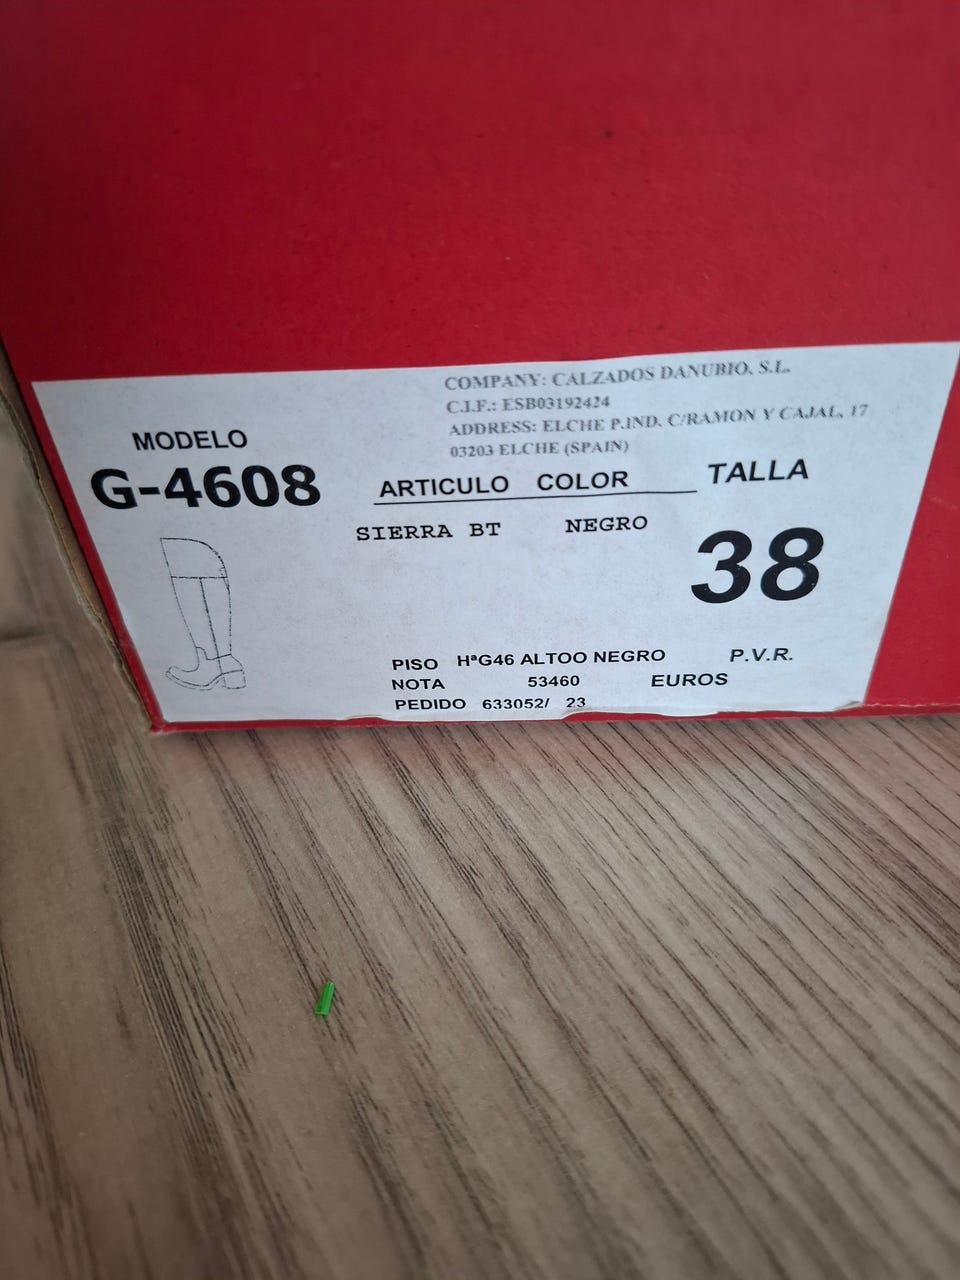 COMPANY: CALZADOS DANUBIO, S.L.
C.I.F.: ESB03192424
ADDRESS: ELCHE P.IND. C/RAMON Y CAJAL, 17
03203 ELCHE (SPAIN)
MODELO
G-4608
ARTICULO COLOR TALLA
SIERRA BT NEGRO 38
PISO HªG46 ALTOO NEGRO P.V.R.
NOTA 53460 EUROS
PEDIDO 633052/ 23